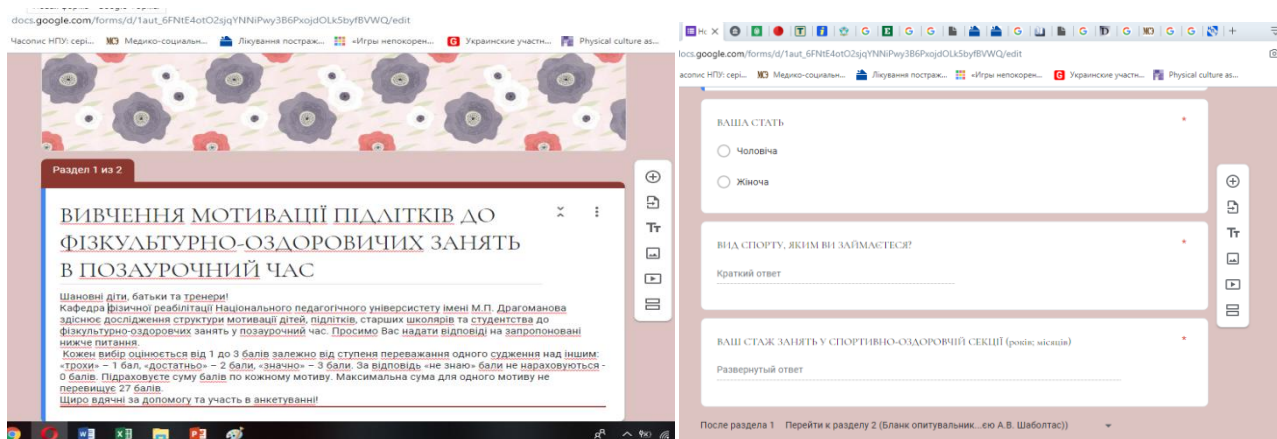 docs.google.com/forms/d/1aut_6FNtE4otO2sjqYNNiPwy3B6PxojdOLk5byfBVWQ/edit
Часопис НПУ: сері... Медико-социальн... Лікування постраж... «Игры непокорен... Украинские участн... Physical culture as...
Раздел 1 из 2
ВИВЧЕННЯ МОТИВАЦІЇ ПІДЛІТКІВ ДО
ФІЗКУЛЬТУРНО-ОЗДОРОВИЧИХ ЗАНЯТЬ
В ПОЗАУРОЧНИЙ ЧАС
Шановні діти, батьки та тренери!
Кафедра фізичної реабілітації Національного педагогічного університету імені М.П. Драгоманова
здіснює дослідження структури мотивації дітей, підлітків, старших школярів та студентства до
фізкультурно-оздоровчих занять у позаурочний час. Просимо Вас надати відповіді на запропоновані
нижче питання.
Кожен вибір оцінюється від 1 до 3 балів залежно від ступеня переважання одного судження над іншим:
«трохи» – 1 бал, «достатньо» – 2 бали, «значно» – 3 бали. За відповідь «не знаю» бали не нараховуються -
0 балів. Підраховуєте суму балів по кожному мотиву. Максимальна сума для одного мотиву не
перевищує 27 балів.
Щиро вдячні за допомогу та участь в анкетуванні!
docs.google.com/forms/d/1aut_6FNtE4otO2sjqYNNiPwy3B6PxojdOLk5byfBVWQ/edit
асопис НПУ: сері... Медико-социальн... Лікування постраж... «Игры непокорен... Украинские участн... Physical culture as...
ВАША СТАТЬ *
Чоловіча
Жіноча
ВИД СПОРТУ, ЯКИМ ВИ ЗАЙМАЄТЕСЯ? *
Краткий ответ
ВАШ СТАЖ ЗАНЯТЬ У СПОРТИВНО-ОЗДОРОВЧІЙ СЕКЦІЇ (років; місяців) *
Развернутый ответ
После раздела 1 Перейти к разделу 2 (Бланк опитувальник...єю А.В. Шаболтас))